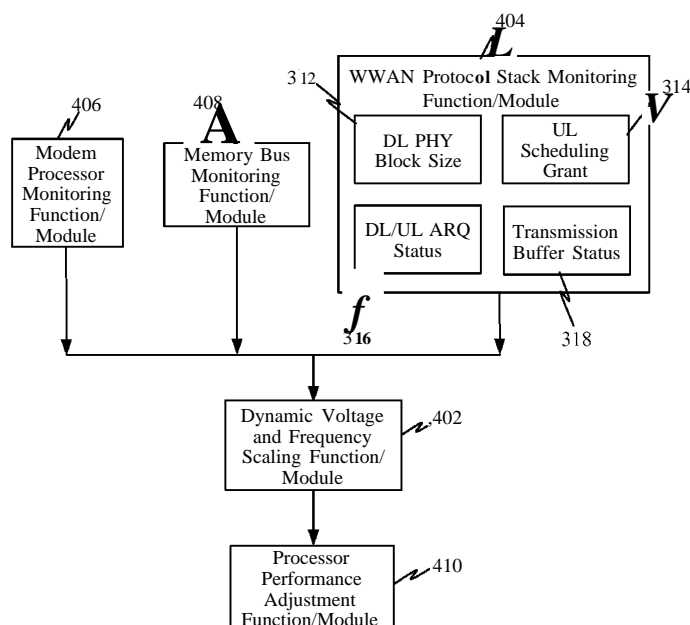 404
L
312
WWAN Protocol Stack Monitoring
Function/Module
314
V
406
408
A
Modem
Processor
Monitoring
Function/
Module
Memory Bus
Monitoring
Function/
Module
DL PHY
Block Size
UL
Scheduling
Grant
DL/UL ARQ
Status
Transmission
Buffer Status
f
316
318
Dynamic Voltage
and Frequency
Scaling Function/
Module
402
Processor
Performance
Adjustment
Function/Module
410